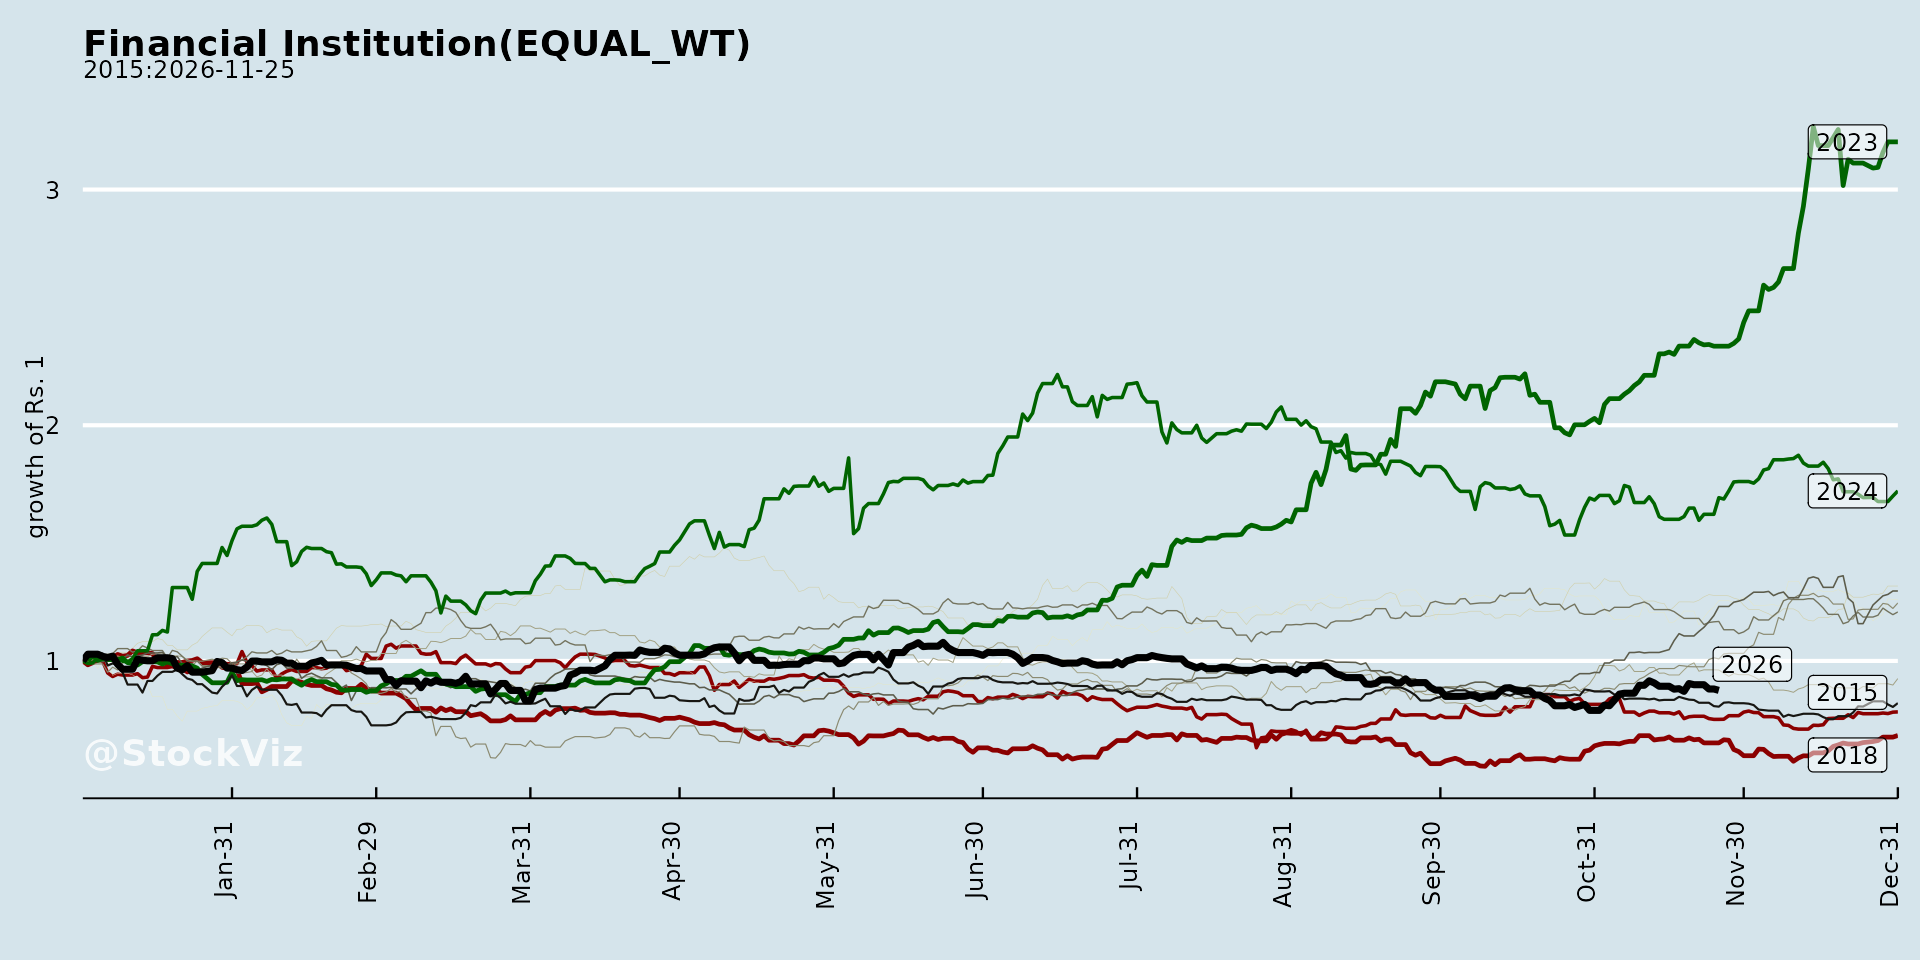 Financial Institution(EQUAL_WT)
2015:2026-11-25
growth of Rs. 1
3
2
1
2023
2024
2026
2015
2018
@StockViz
Jan-31
Feb-29
Mar-31
Apr-30
May-31
Jun-30
Jul-31
Aug-31
Sep-30
Oct-31
Nov-30
Dec-31